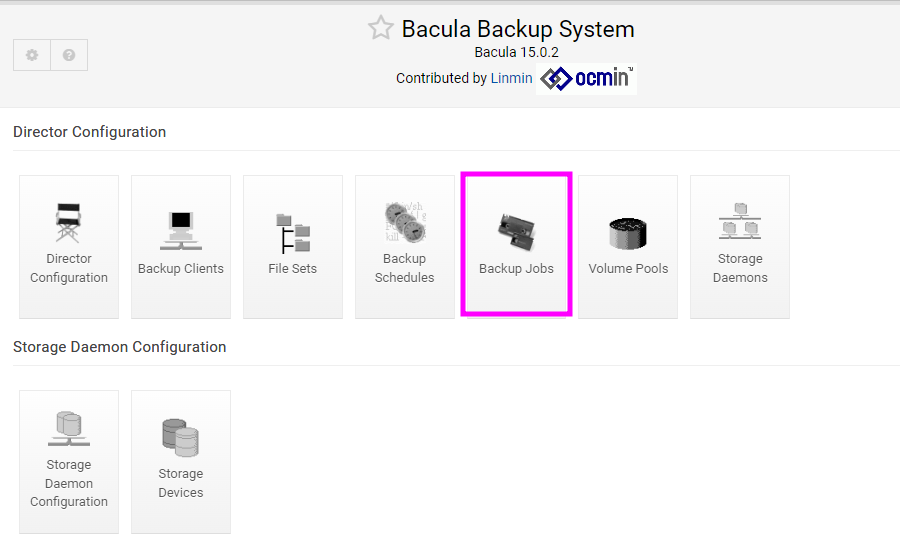 Bacula Backup System
Bacula 15.0.2
Contributed by Linmin ocmin
Director Configuration
Director
Configuration
Backup Clients
File Sets
Backup
Schedules
Backup Jobs
Volume Pools
Storage
Daemons
Storage Daemon Configuration
Storage
Daemon
Configuration
Storage
Devices